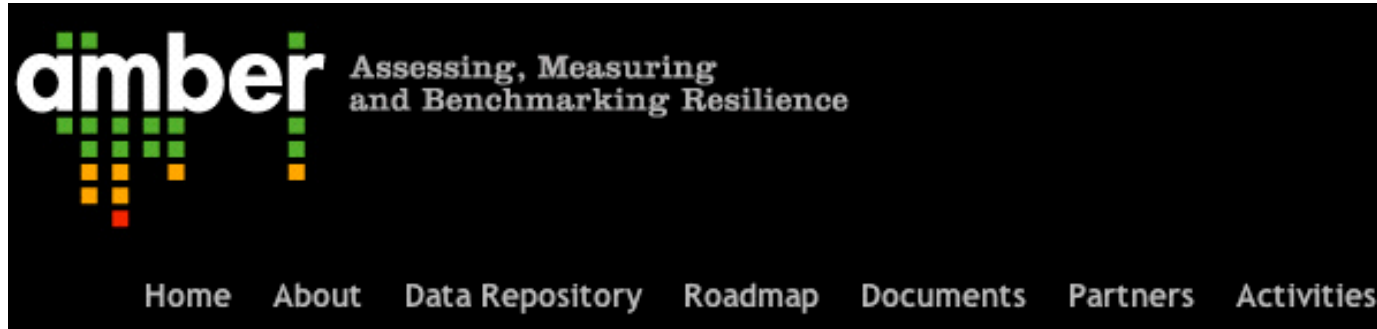 amber
Assessing, Measuring
and Benchmarking Resilience
Home About Data Repository Roadmap Documents Partners Activities